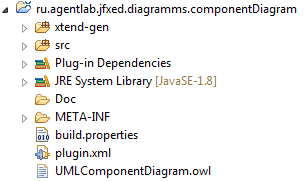 ru.agentlab.jfxed.diagramms.componentDiagram
xtend-gen
src
Plug-in Dependencies
JRE System Library [JavaSE-1.8]
Doc
META-INF
build.properties
plugin.xml
UMLComponentDiagram.owl